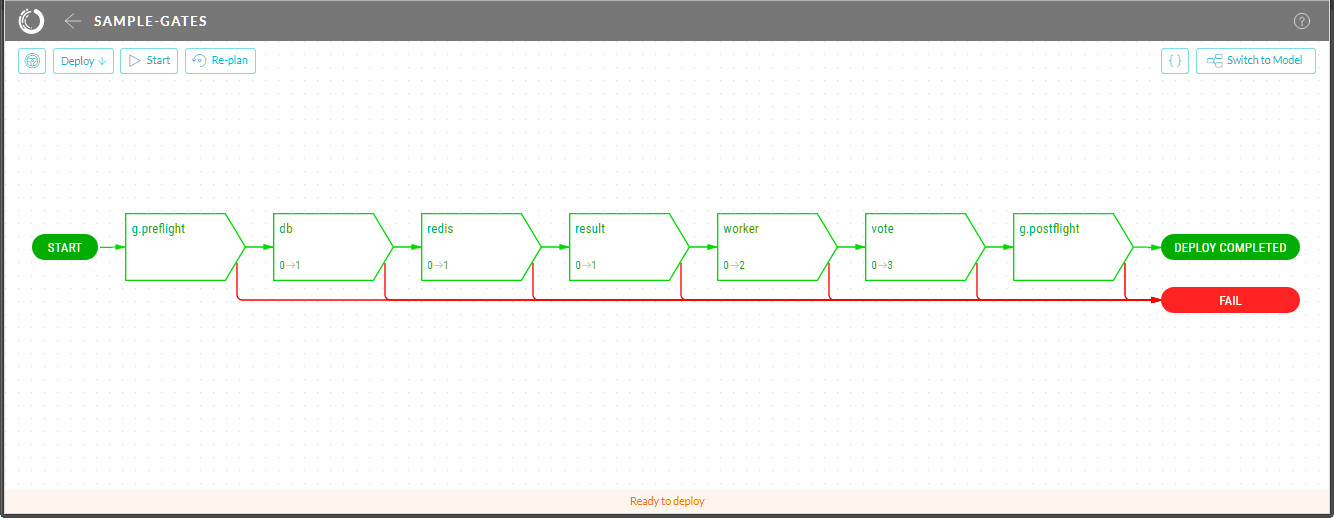 SAMPLE-GATES
?
Deploy ↓
Start
Re-plan
{ }
Switch to Model
START
g.preflight
db
0→1
redis
0→1
result
0→1
worker
0→2
vote
0→3
g.postflight
DEPLOY COMPLETED
FAIL
Ready to deploy